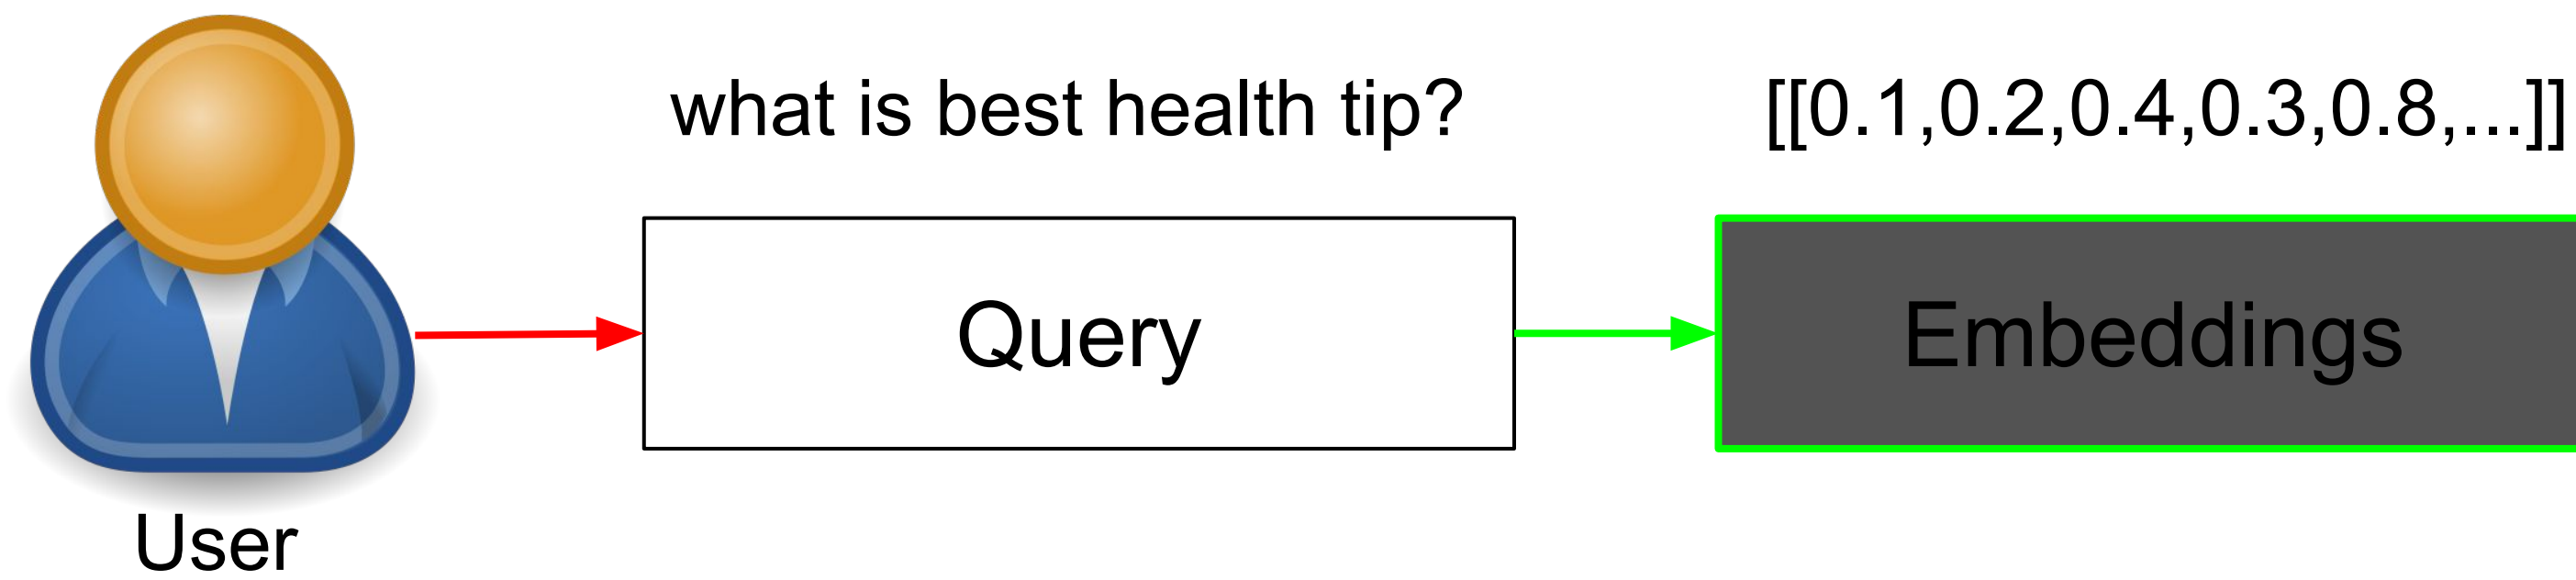 what is best health tip?
[[0.1,0.2,0.4,0.3,0.8,...]]
Query
Embeddings
User